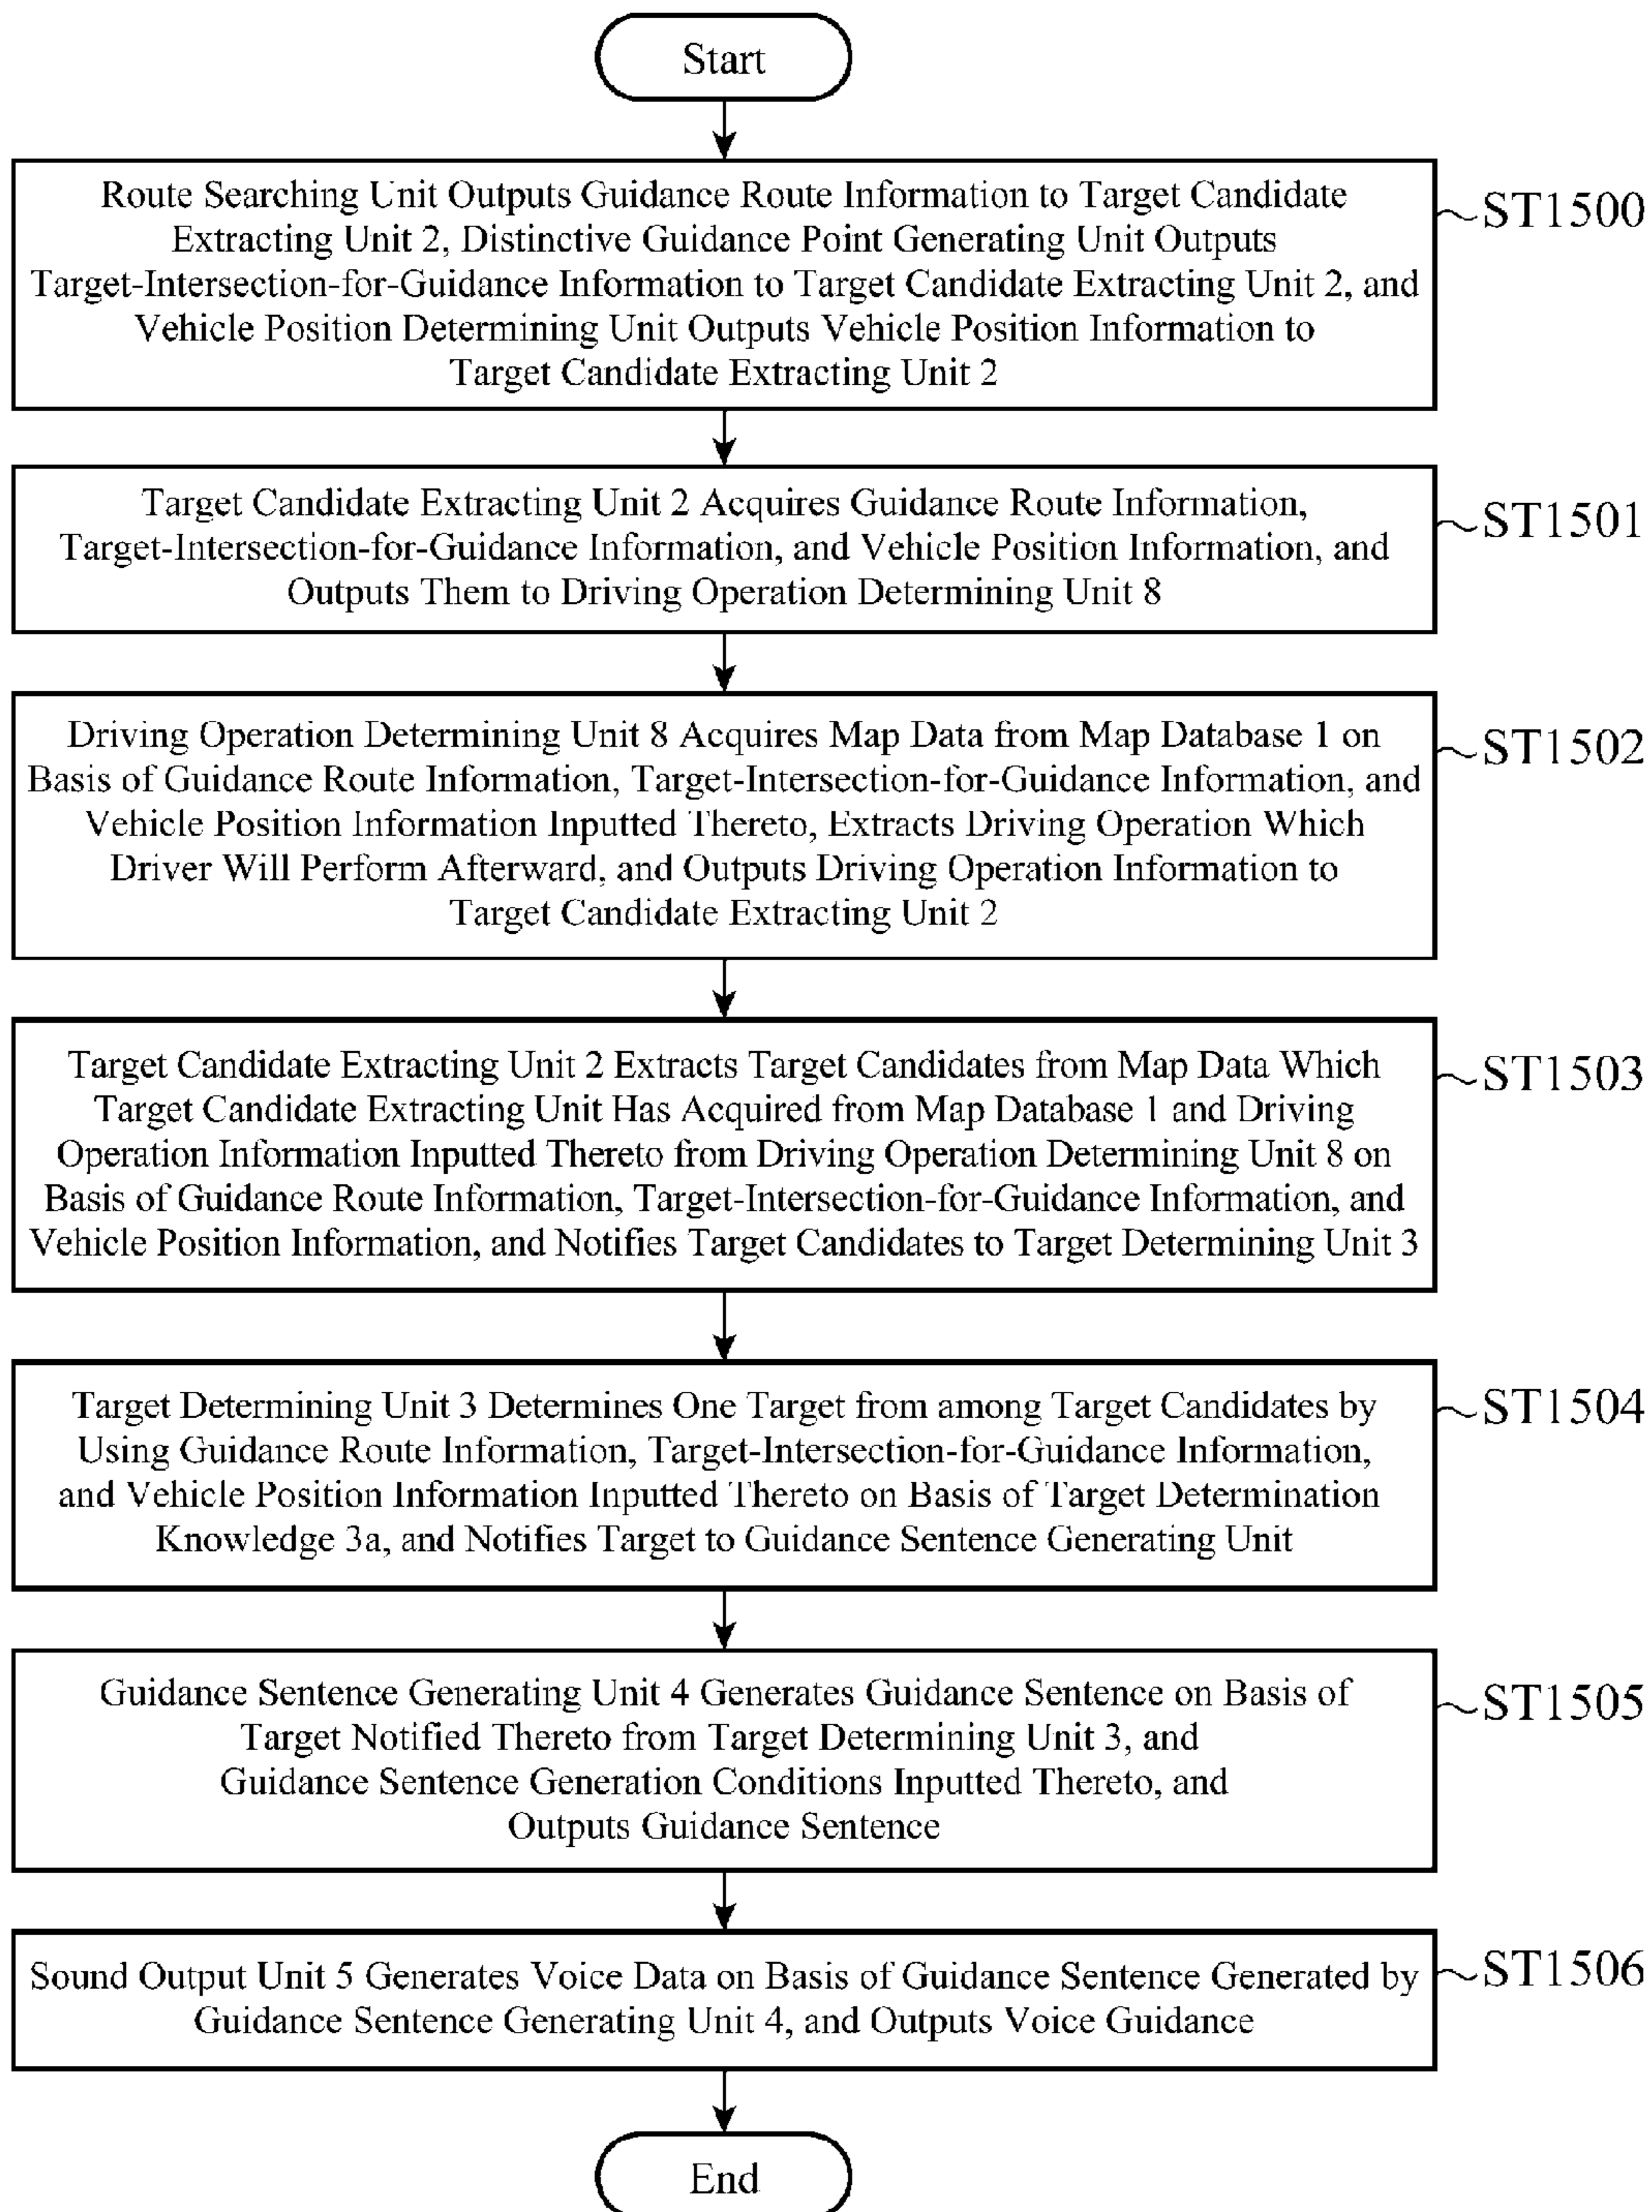 Start
Route Searching Unit Outputs Guidance Route Information to Target Candidate
Extracting Unit 2, Distinctive Guidance Point Generating Unit Outputs
Target-Intersection-for-Guidance Information to Target Candidate Extracting Unit 2, and
Vehicle Position Determining Unit Outputs Vehicle Position Information to
Target Candidate Extracting Unit 2
ST1500
Target Candidate Extracting Unit 2 Acquires Guidance Route Information,
Target-Intersection-for-Guidance Information, and Vehicle Position Information, and
Outputs Them to Driving Operation Determining Unit 8
ST1501
Driving Operation Determining Unit 8 Acquires Map Data from Map Database 1 on
Basis of Guidance Route Information, Target-Intersection-for-Guidance Information, and
Vehicle Position Information Inputted Thereto, Extracts Driving Operation Which
Driver Will Perform Afterward, and Outputs Driving Operation Information to
Target Candidate Extracting Unit 2
ST1502
Target Candidate Extracting Unit 2 Extracts Target Candidates from Map Data Which
Target Candidate Extracting Unit Has Acquired from Map Database 1 and Driving
Operation Information Inputted Thereto from Driving Operation Determining Unit 8 on
Basis of Guidance Route Information, Target-Intersection-for-Guidance Information, and
Vehicle Position Information, and Notifies Target Candidates to Target Determining Unit 3
ST1503
Target Determining Unit 3 Determines One Target from among Target Candidates by
Using Guidance Route Information, Target-Intersection-for-Guidance Information,
and Vehicle Position Information Inputted Thereto on Basis of Target Determination
Knowledge 3a, and Notifies Target to Guidance Sentence Generating Unit
ST1504
Guidance Sentence Generating Unit 4 Generates Guidance Sentence on Basis of
Target Notified Thereto from Target Determining Unit 3, and
Guidance Sentence Generation Conditions Inputted Thereto, and
Outputs Guidance Sentence
ST1505
Sound Output Unit 5 Generates Voice Data on Basis of Guidance Sentence Generated by
Guidance Sentence Generating Unit 4, and Outputs Voice Guidance
ST1506
End